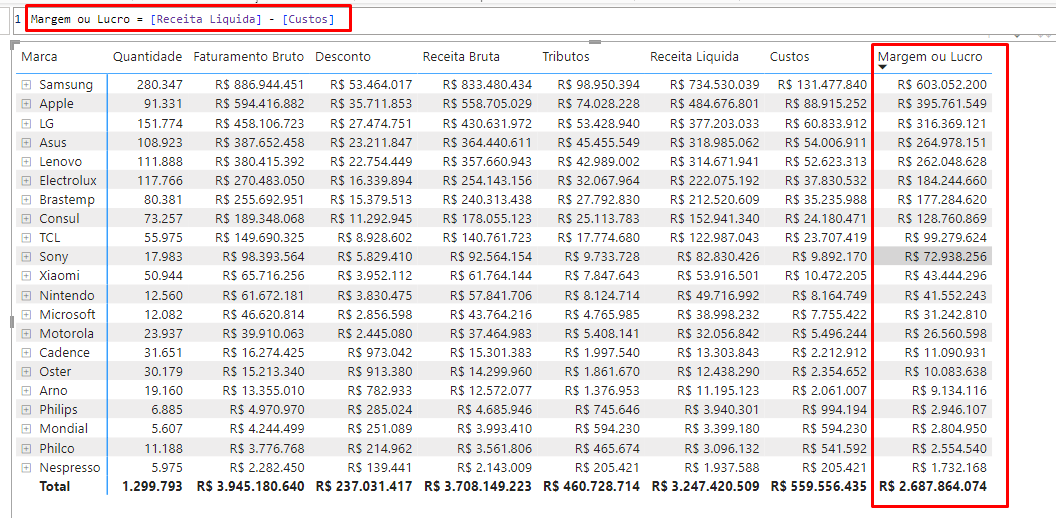 1 Margem ou Lucro = [Receita Liquida] - [Custos]
Marca Quantidade Faturamento Bruto Desconto Receita Bruta Tributos Receita Liquida Custos Margem ou Lucro
Samsung 280.347 R$ 886.944.451 R$ 53.464.017 R$ 833.480.434 R$ 98.950.394 R$ 734.530.039 R$ 131.477.840 R$ 603.052.200
Apple 91.331 R$ 594.416.882 R$ 35.711.853 R$ 558.705.029 R$ 74.028.228 R$ 484.676.801 R$ 88.915.252 R$ 395.761.549
LG 151.774 R$ 458.106.723 R$ 27.474.751 R$ 430.631.972 R$ 53.428.940 R$ 377.203.033 R$ 60.833.912 R$ 316.369.121
Asus 108.923 R$ 387.652.458 R$ 23.211.847 R$ 364.440.611 R$ 45.455.549 R$ 318.985.062 R$ 54.006.911 R$ 264.978.151
Lenovo 111.888 R$ 380.415.392 R$ 22.754.449 R$ 357.660.943 R$ 42.989.002 R$ 314.671.941 R$ 52.623.313 R$ 262.048.628
Electrolux 117.766 R$ 270.483.050 R$ 16.339.894 R$ 254.143.156 R$ 32.067.964 R$ 222.075.192 R$ 37.830.532 R$ 184.244.660
Brastemp 80.381 R$ 255.692.951 R$ 15.379.513 R$ 240.313.438 R$ 27.792.830 R$ 212.520.609 R$ 35.235.988 R$ 177.284.620
Consul 73.257 R$ 189.348.068 R$ 11.292.945 R$ 178.055.123 R$ 25.113.783 R$ 152.941.340 R$ 24.180.471 R$ 128.760.869
TCL 55.975 R$ 149.690.325 R$ 8.928.602 R$ 140.761.723 R$ 17.774.680 R$ 122.987.043 R$ 23.707.419 R$ 99.279.624
Sony 17.983 R$ 98.393.564 R$ 5.829.410 R$ 92.564.154 R$ 9.733.728 R$ 82.830.426 R$ 9.892.170 R$ 72.938.256
Xiaomi 50.944 R$ 65.716.256 R$ 3.952.112 R$ 61.764.144 R$ 7.847.643 R$ 53.916.501 R$ 10.472.205 R$ 43.444.296
Nintendo 12.560 R$ 61.672.181 R$ 3.830.475 R$ 57.841.706 R$ 8.124.714 R$ 49.716.992 R$ 8.164.749 R$ 41.552.243
Microsoft 12.082 R$ 46.620.814 R$ 2.856.598 R$ 43.764.216 R$ 4.765.985 R$ 38.998.232 R$ 7.755.422 R$ 31.242.810
Motorola 23.937 R$ 39.910.063 R$ 2.445.080 R$ 37.464.983 R$ 5.408.141 R$ 32.056.842 R$ 5.496.244 R$ 26.560.598
Cadence 31.651 R$ 16.274.425 R$ 973.042 R$ 15.301.383 R$ 1.997.540 R$ 13.303.843 R$ 2.212.912 R$ 11.090.931
Oster 30.179 R$ 15.213.340 R$ 913.380 R$ 14.299.960 R$ 1.861.670 R$ 12.438.290 R$ 2.354.652 R$ 10.083.638
Arno 19.160 R$ 13.355.010 R$ 782.933 R$ 12.572.077 R$ 1.376.953 R$ 11.195.123 R$ 2.061.007 R$ 9.134.116
Philips 6.885 R$ 4.970.970 R$ 285.024 R$ 4.685.946 R$ 745.646 R$ 3.940.301 R$ 994.194 R$ 2.946.107
Mondial 5.607 R$ 4.244.499 R$ 251.089 R$ 3.993.410 R$ 594.230 R$ 3.399.180 R$ 594.230 R$ 2.804.950
Philco 11.188 R$ 3.776.768 R$ 214.962 R$ 3.561.806 R$ 465.674 R$ 3.096.132 R$ 541.592 R$ 2.554.540
Nespresso 5.975 R$ 2.282.450 R$ 139.441 R$ 2.143.009 R$ 205.421 R$ 1.937.588 R$ 205.421 R$ 1.732.168
Total 1.299.793 R$ 3.945.180.640 R$ 237.031.417 R$ 3.708.149.223 R$ 460.728.714 R$ 3.247.420.509 R$ 559.556.435 R$ 2.687.864.074